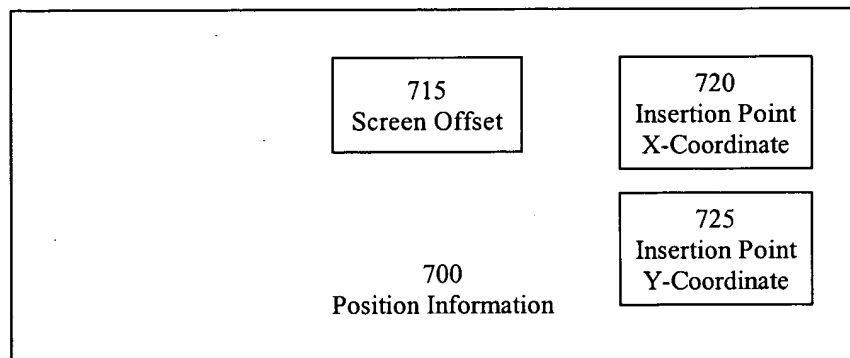 715
Screen Offset
720
Insertion Point
X-Coordinate
725
Insertion Point
Y-Coordinate
700
Position Information